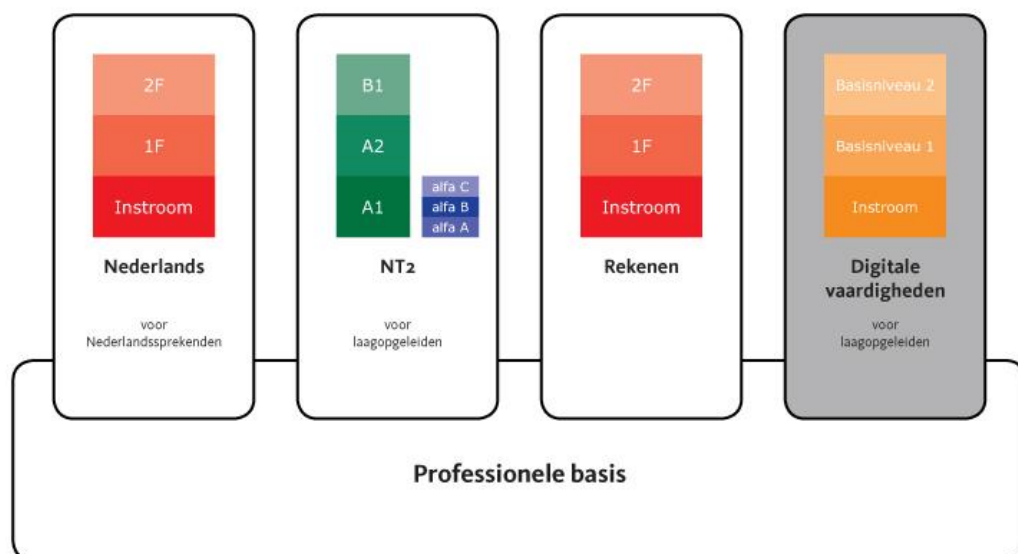 2F
1F
Instroom
Nederlands
voor
Nederlandssprekenden
B1
A2
A1
alfa C
alfa B
alfa A
NT2
voor
laagopgeleiden
2F
1F
Instroom
Rekenen
Basisniveau 2
Basisniveau 1
Instroom
Digitale
vaardigheden
voor
laagopgeleiden
Professionele basis